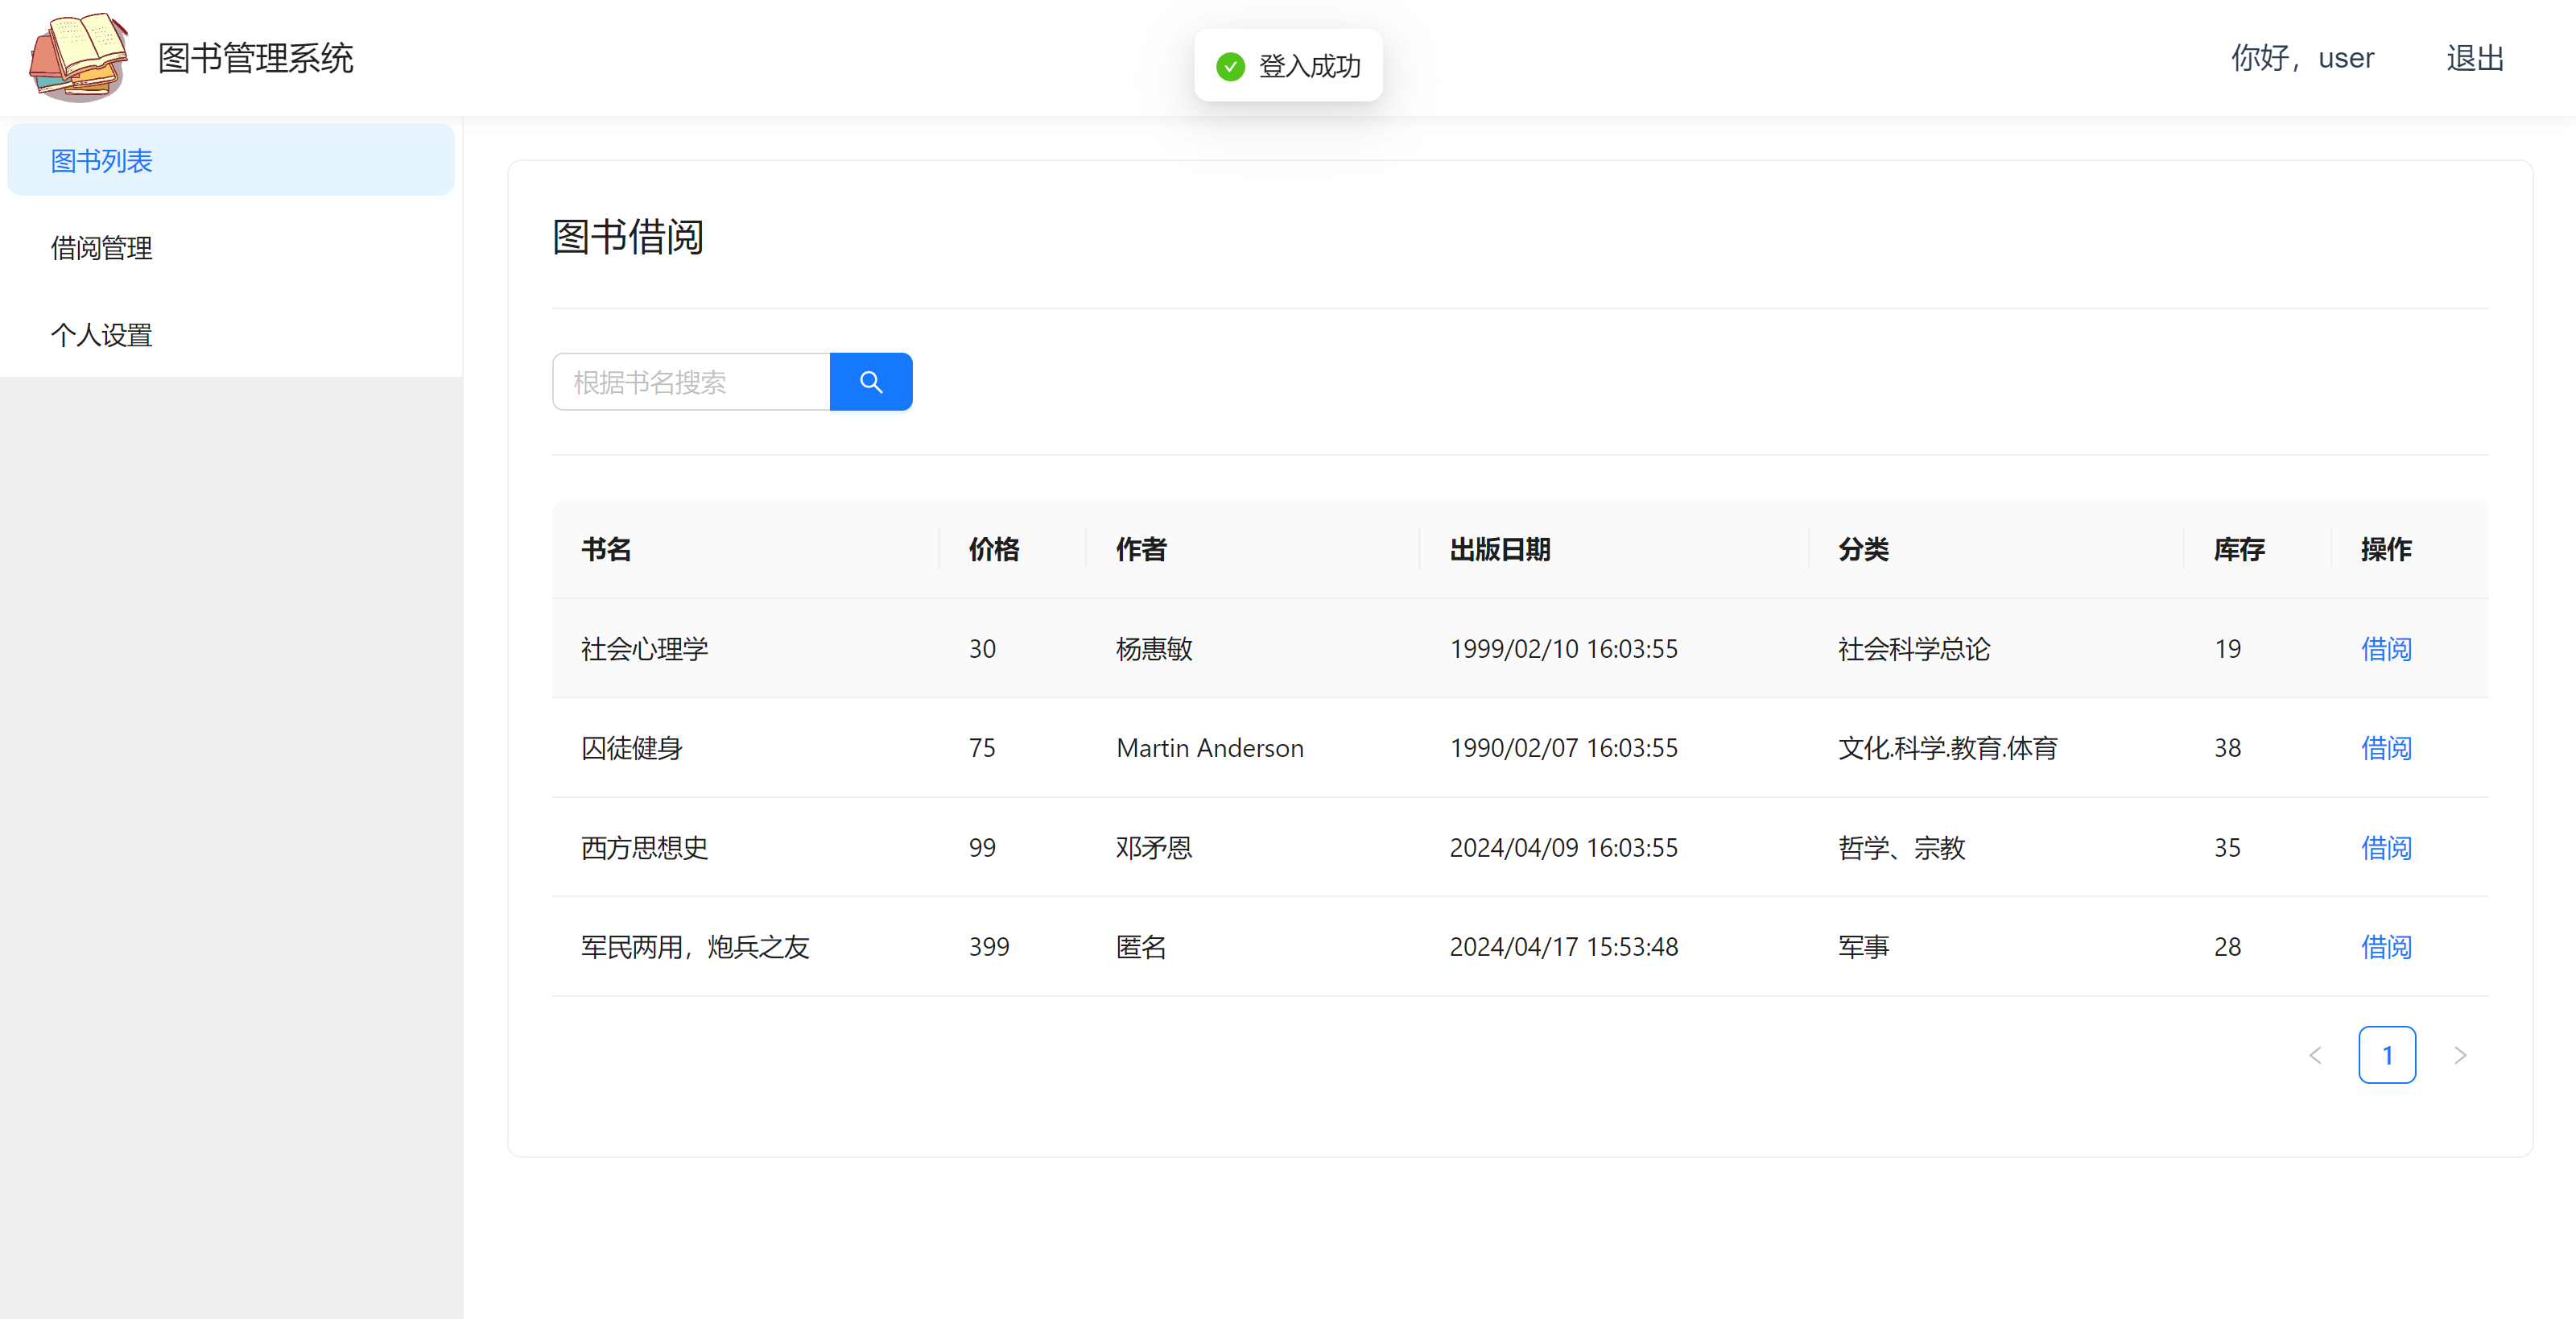 图书管理系统
登入成功
你好，user
退出
图书列表
借阅管理
个人设置
图书借阅
根据书名搜索
书名 价格 作者 出版日期 分类 库存 操作
社会心理学 30 杨惠敏 1999/02/10 16:03:55 社会科学总论 19 借阅
囚徒健身 75 Martin Anderson 1990/02/07 16:03:55 文化.科学.教育.体育 38 借阅
西方思想史 99 邓矛恩 2024/04/09 16:03:55 哲学、宗教 35 借阅
军民两用，炮兵之友 399 匿名 2024/04/17 15:53:48 军事 28 借阅
1